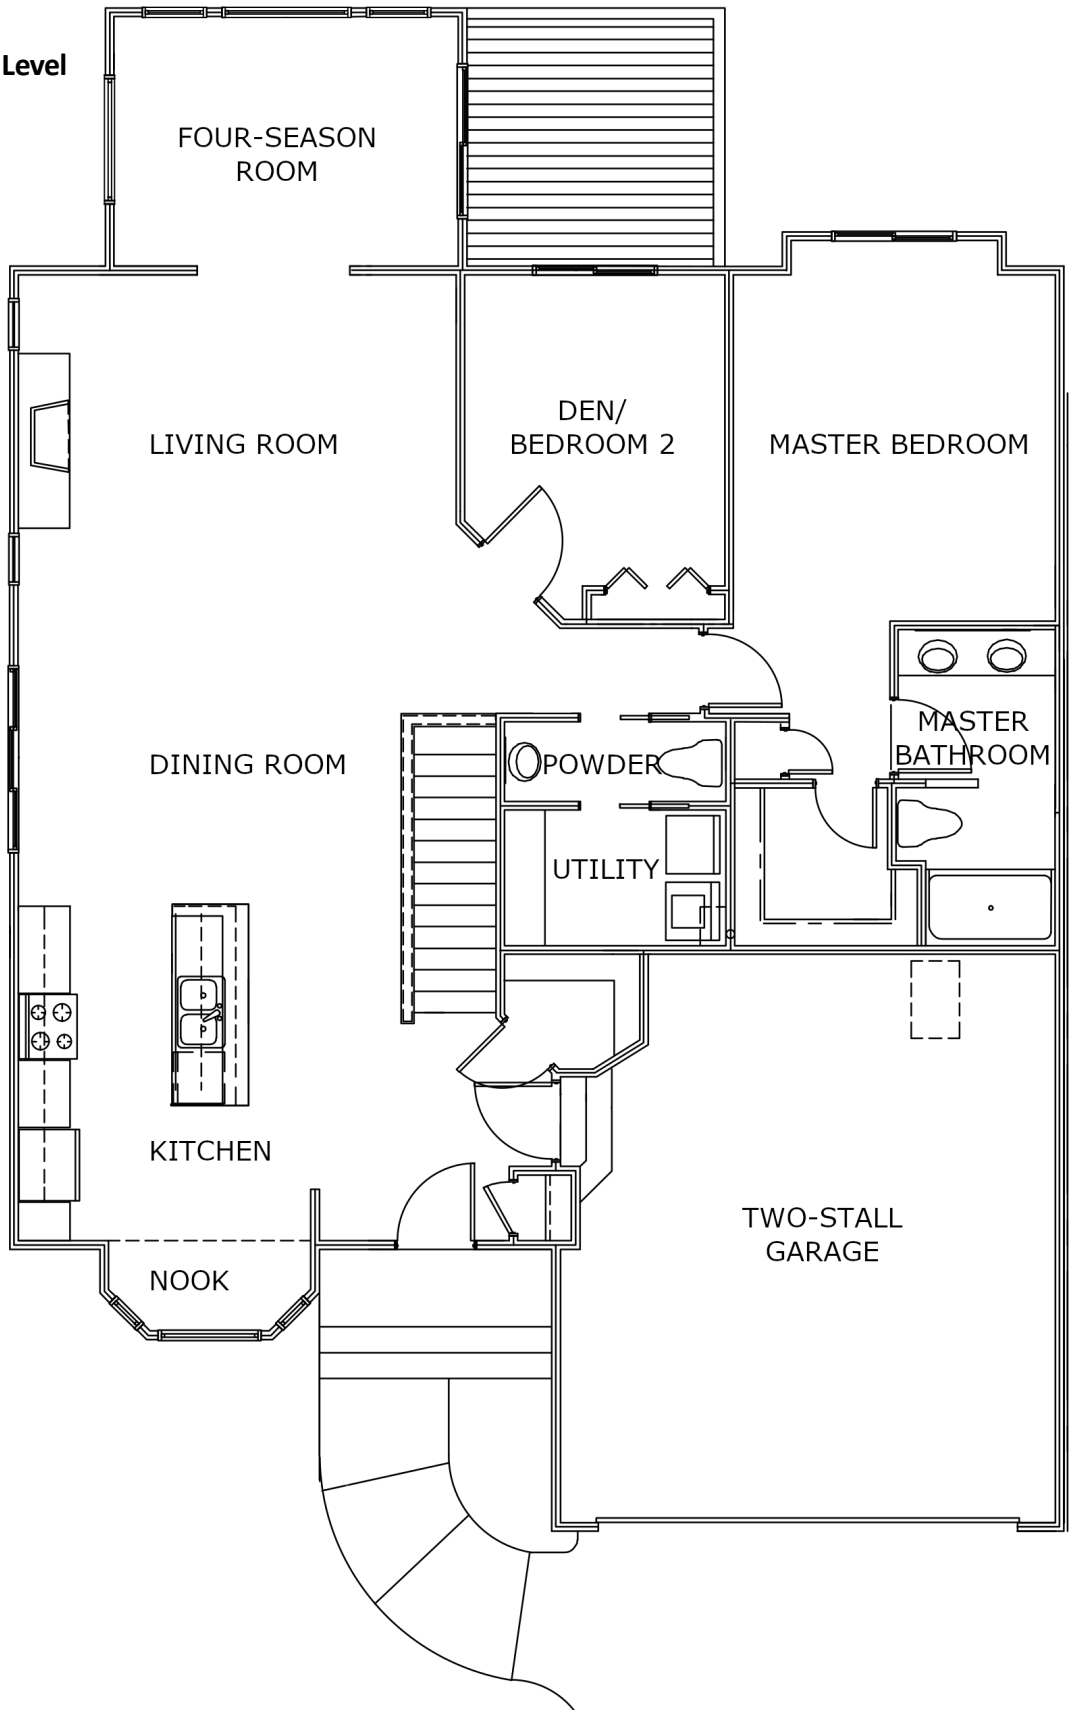 Level
FOUR-SEASON
ROOM
DEN/
BEDROOM 2
LIVING ROOM
MASTER BEDROOM
MASTER
BATHROOM
DINING ROOM
POWDER
UTILITY
KITCHEN
TWO-STALL
GARAGE
NOOK